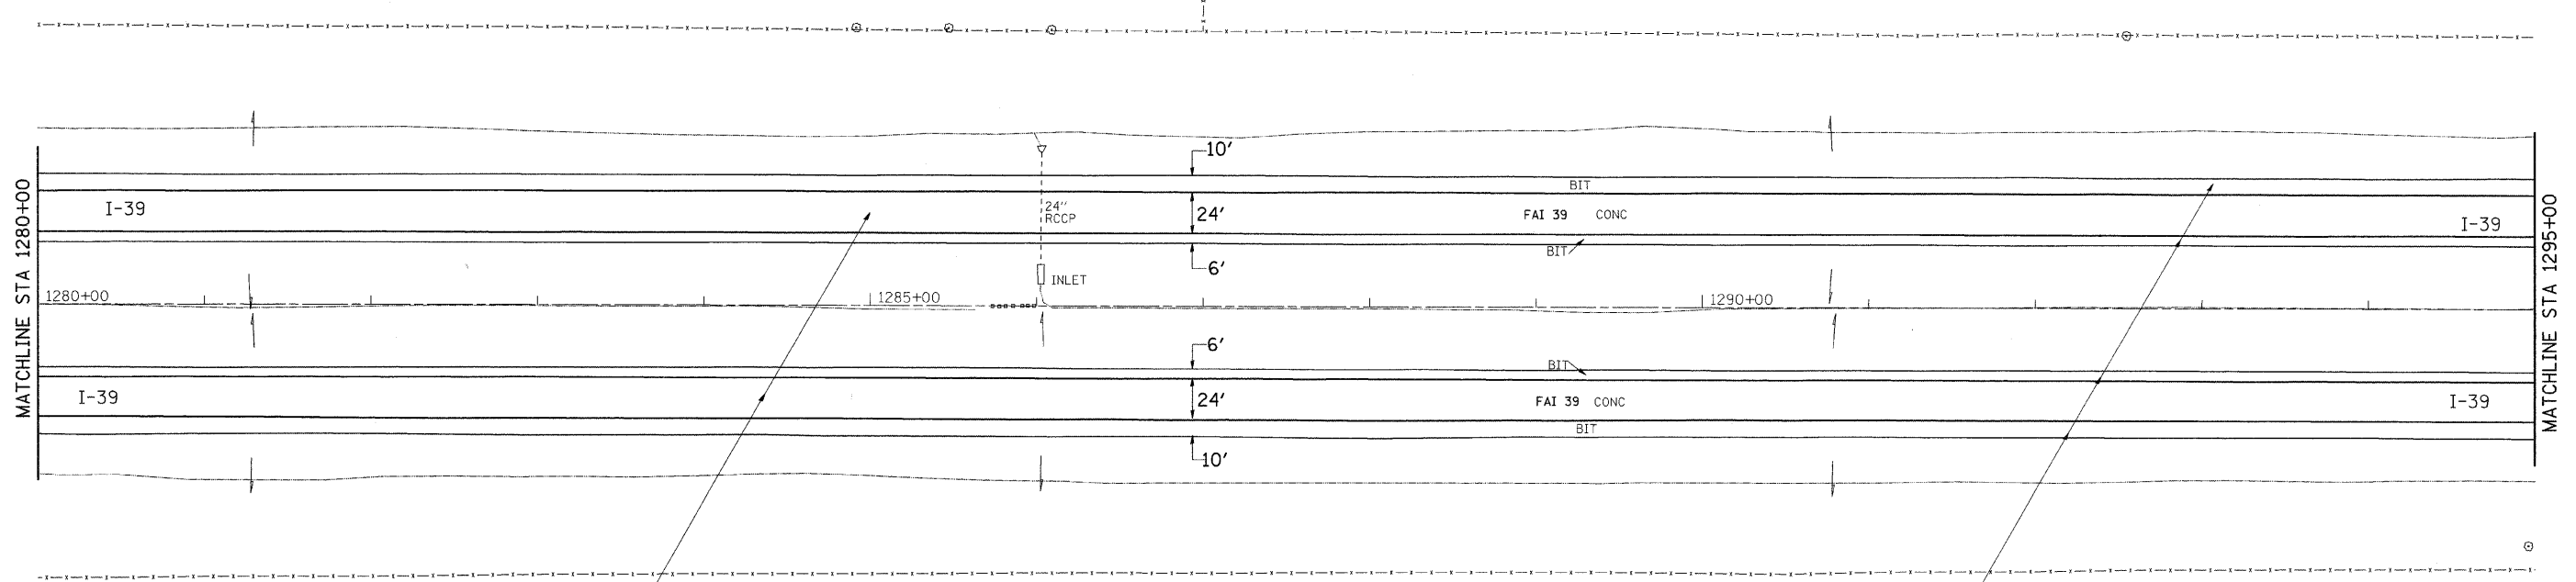 10'
BIT
MATCHLINE STA 1280+00
I-39
24"
RCCP
24'
FAI 39 CONC
I-39
MATCHLINE STA 1295+00
BIT
6'
INLET
1280+00
1285+00
1290+00
6'
BIT
I-39
24'
FAI 39 CONC
I-39
BIT
10'